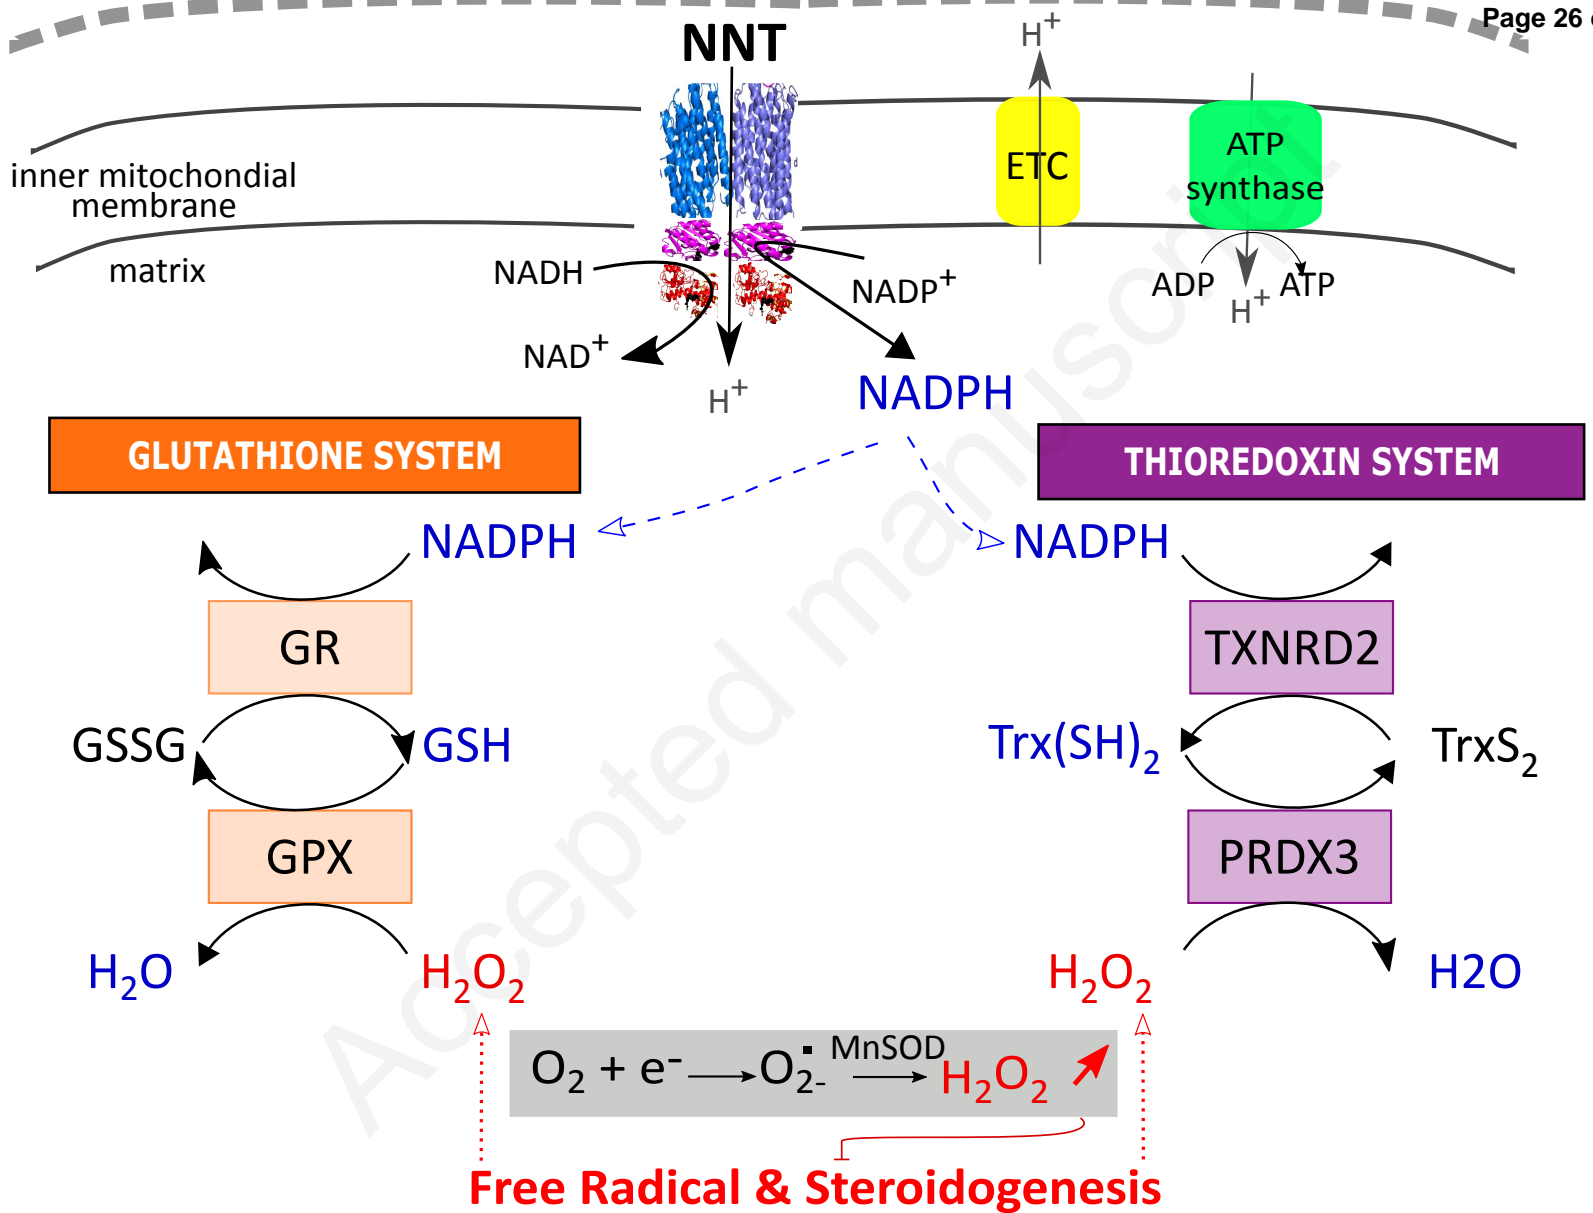 Page 26
NNT
H+
ETC
ATP
synthase
inner mitochondial
membrane
matrix
NADH
NADP+
NAD+
H+
ADP
H+
ATP
NADPH
GLUTATHIONE SYSTEM
THIOREDOXIN SYSTEM
NADPH
NADPH
GR
TXNRD2
GSSG
GSH
Trx(SH)2
TrxS2
GPX
PRDX3
H2O
H2O2
H2O2
H2O
O2 + e- → O2-˙ MnSOD → H2O2
Free Radical & Steroidogenesis
Accepted manuscript